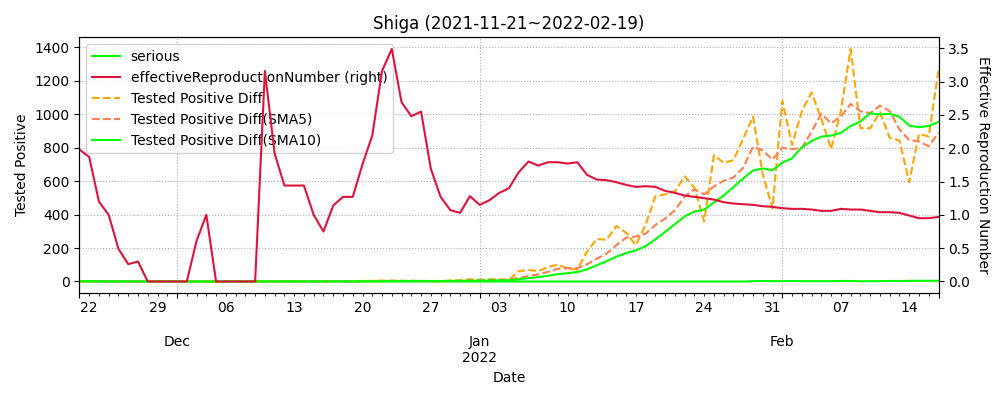 Shiga (2021-11-21~2022-02-19)
serious
effectiveReproductionNumber (right)
Tested Positive Diff
Tested Positive Diff(SMA5)
Tested Positive Diff(SMA10)
1400
1200
1000
800
600
400
200
0
Tested Positive
3.5
3.0
2.5
2.0
1.5
1.0
0.5
0.0
Effective Reproduction Number
22 29 06 13 20 27 03 10 17 24 31 07 14
Dec Jan Feb
2022
Date